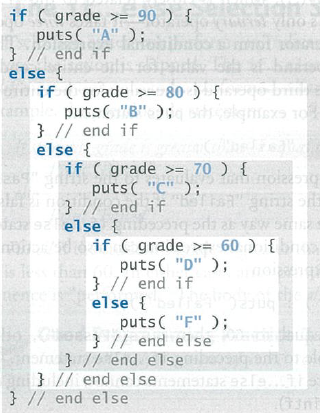 if ( grade >= 90 ) {
   puts( "A" );
} // end if
else {
   if ( grade >= 80 ) {
      puts( "B" );
   } // end if
   else {
      if ( grade >= 70 ) {
         puts( "C" );
      } // end if
      else {
         if ( grade >= 60 ) {
            puts( "D" );
         } // end if
         else {
            puts( "F" );
         } // end else
      } // end else
   } // end else
} // end else